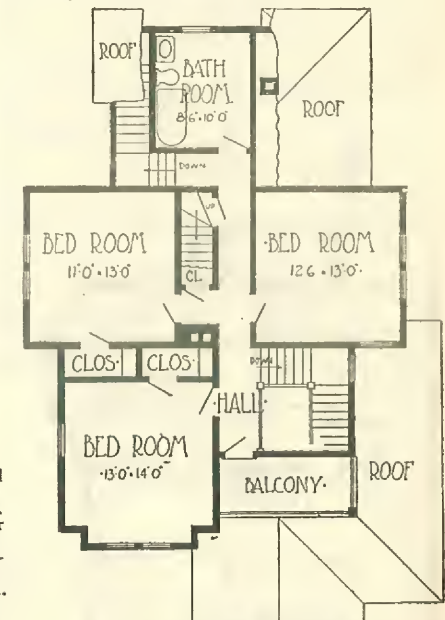 ROOF
BATH
ROOM.
8'6"·10'0"
ROOF
DOWN
UP
BED ROOM
11'-0"·13'0"
CL
·BED ROOM
12 6·13'0"·
CLOS·
CLOS·
DOWN
·HALL·
BED ROOM
·13'0"·14'0"·
BALCONY·
ROOF